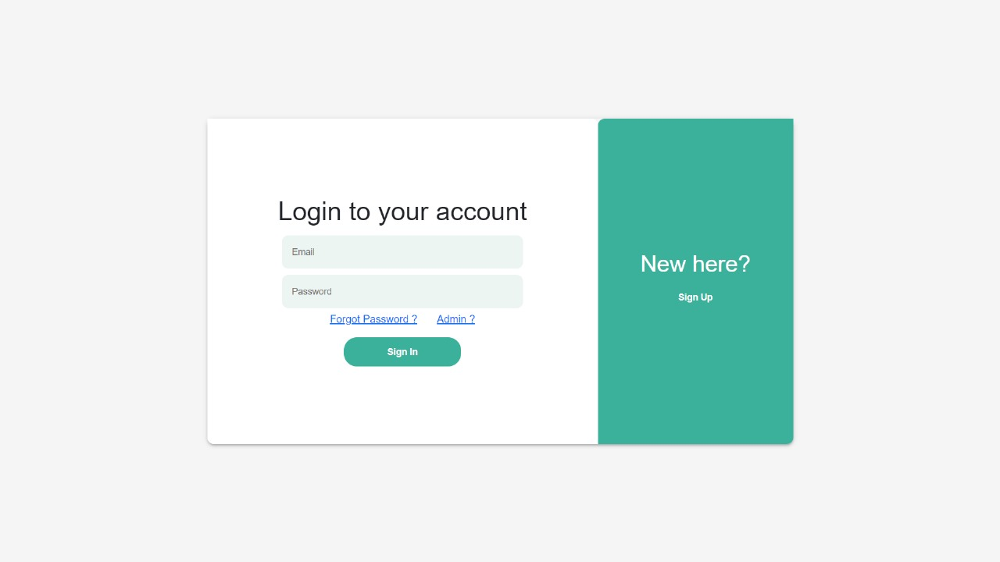 Login to your account
Email
Password
Forgot Password ? Admin ?
Sign In
New here?
Sign Up